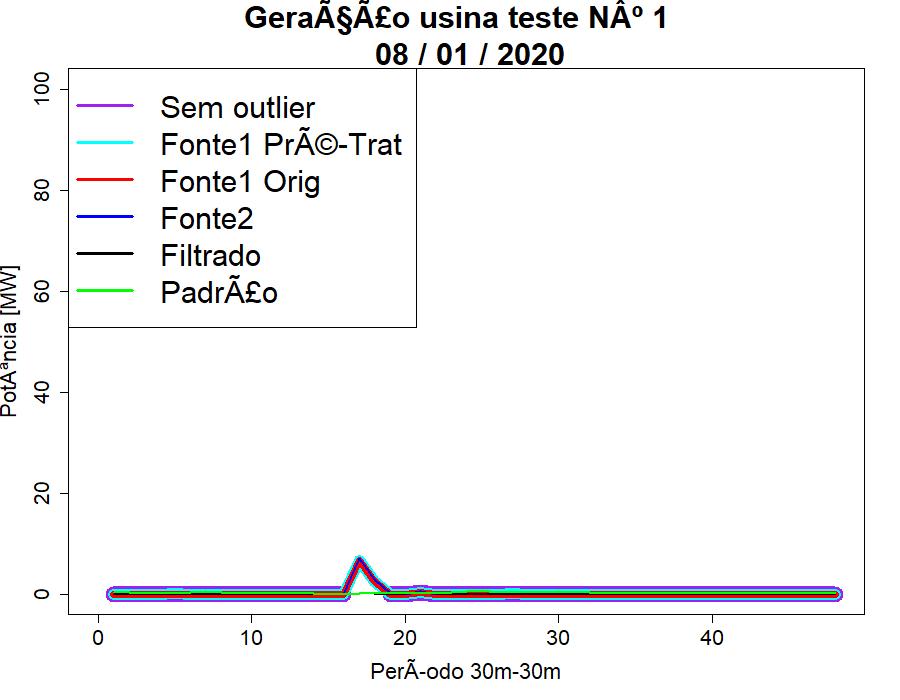 GeraÃ§Ã£o usina teste NÂº 1
08 / 01 / 2020
Sem outlier
Fonte1 PrÃ©-Trat
Fonte1 Orig
Fonte2
Filtrado
PadrÃ£o
PotÃªncia [MW]
100
80
60
40
20
0
0 10 20 30 40
PerÃ-odo 30m-30m